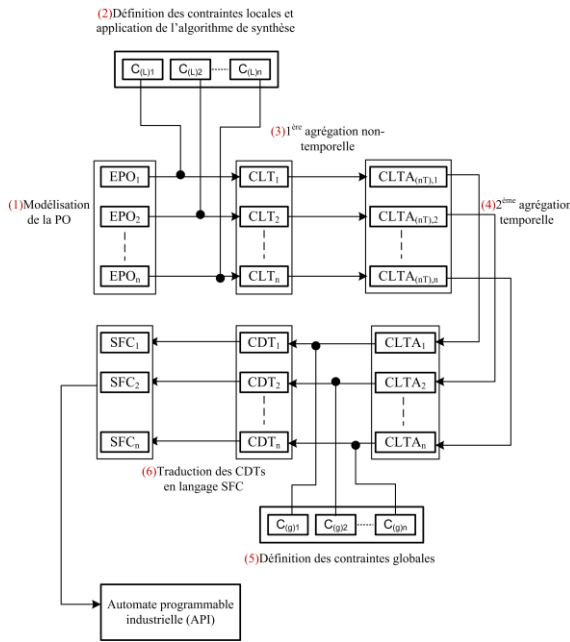 (2)Définition des contraintes locales et
application de l'algorithme de synthèse
C(L)1 C(L)2 C(L)n
(3)1ère agrégation non-
temporelle
EPO1 CLT1 CLTA(nT),1
(1)Modélisation
de la PO
EPO2 CLT2 CLTA(nT),2
(4)2ème agrégation
temporelle
EPOn CLTn CLTA(nT),n
SFC1 CDT1 CLTA1
SFC2 CDT2 CLTA2
SFCn CDTn CLTAn
(6)Traduction des CDTs
en langage SFC
C(g)1 C(g)2 C(g)n
(5)Définition des contraintes globales
Automate programmable
industrielle (API)